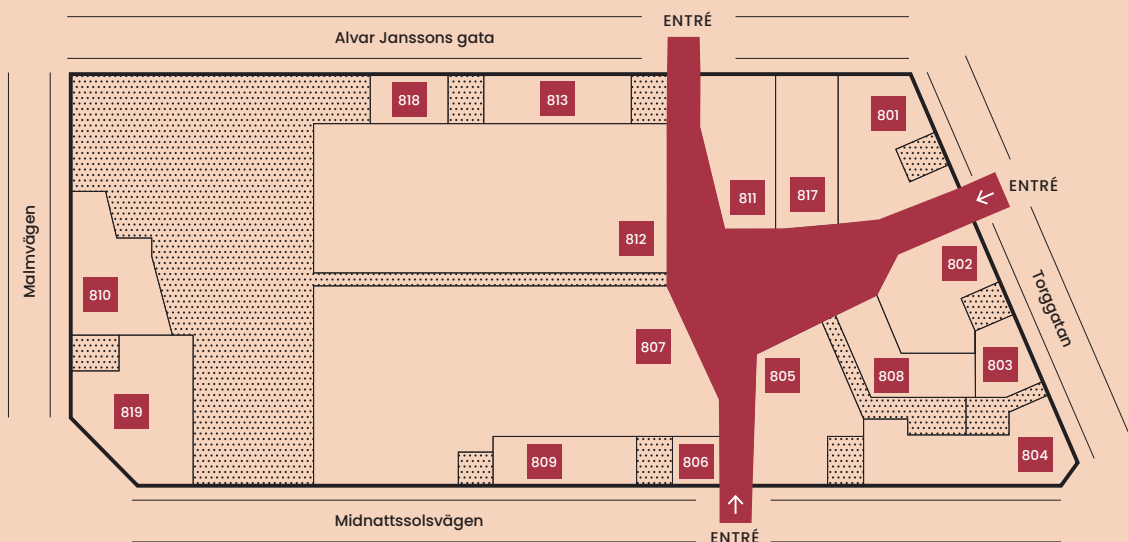 ENTRÉ
Alvar Janssons gata
818
813
801
ENTRÉ
811
817
812
802
Malmvägen
810
Torggatan
807
803
805
808
819
804
809
806
Midnattssolsvägen
ENTRÉ